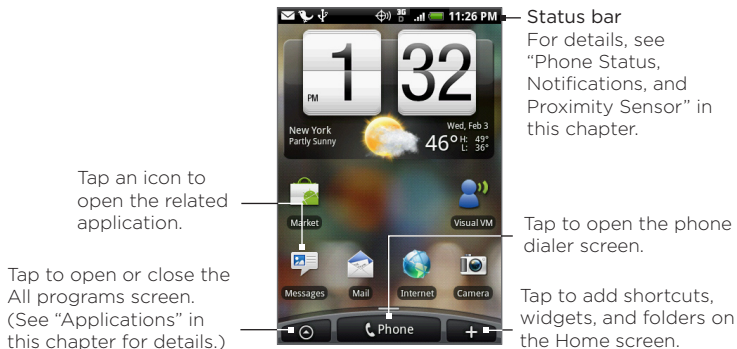 11:26 PM
3G
D
Status bar
For details, see
“Phone Status,
Notifications, and
Proximity Sensor” in
this chapter.
1 32
PM
New York
Partly Sunny
Wed, Feb 3
46° H: 49°
L: 36°
Tap an icon to
open the related
application.
Market
Visual VM
Tap to open the phone
dialer screen.
Messages
Mail
Internet
Camera
Tap to open or close the
All programs screen.
(See “Applications” in
this chapter for details.)
Phone
Tap to add shortcuts,
widgets, and folders on
the Home screen.